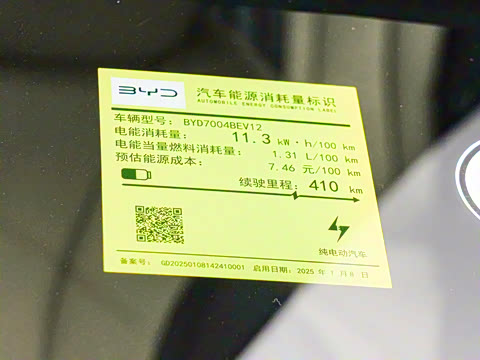 BYD
汽车能源消耗量标识
AUTOMOBILE ENERGY CONSUMPTION LABEL
车辆型号: BYD7004BEV12
电能消耗量: 11.3 kW·h/100 km
电能当量燃料消耗量: 1.31 L/100 km
预估能源成本: 7.46 元/100 km
续驶里程: 410 km
纯电动汽车
备案号: GD20250108142410001 启用日期: 2025 年 1 月 8 日